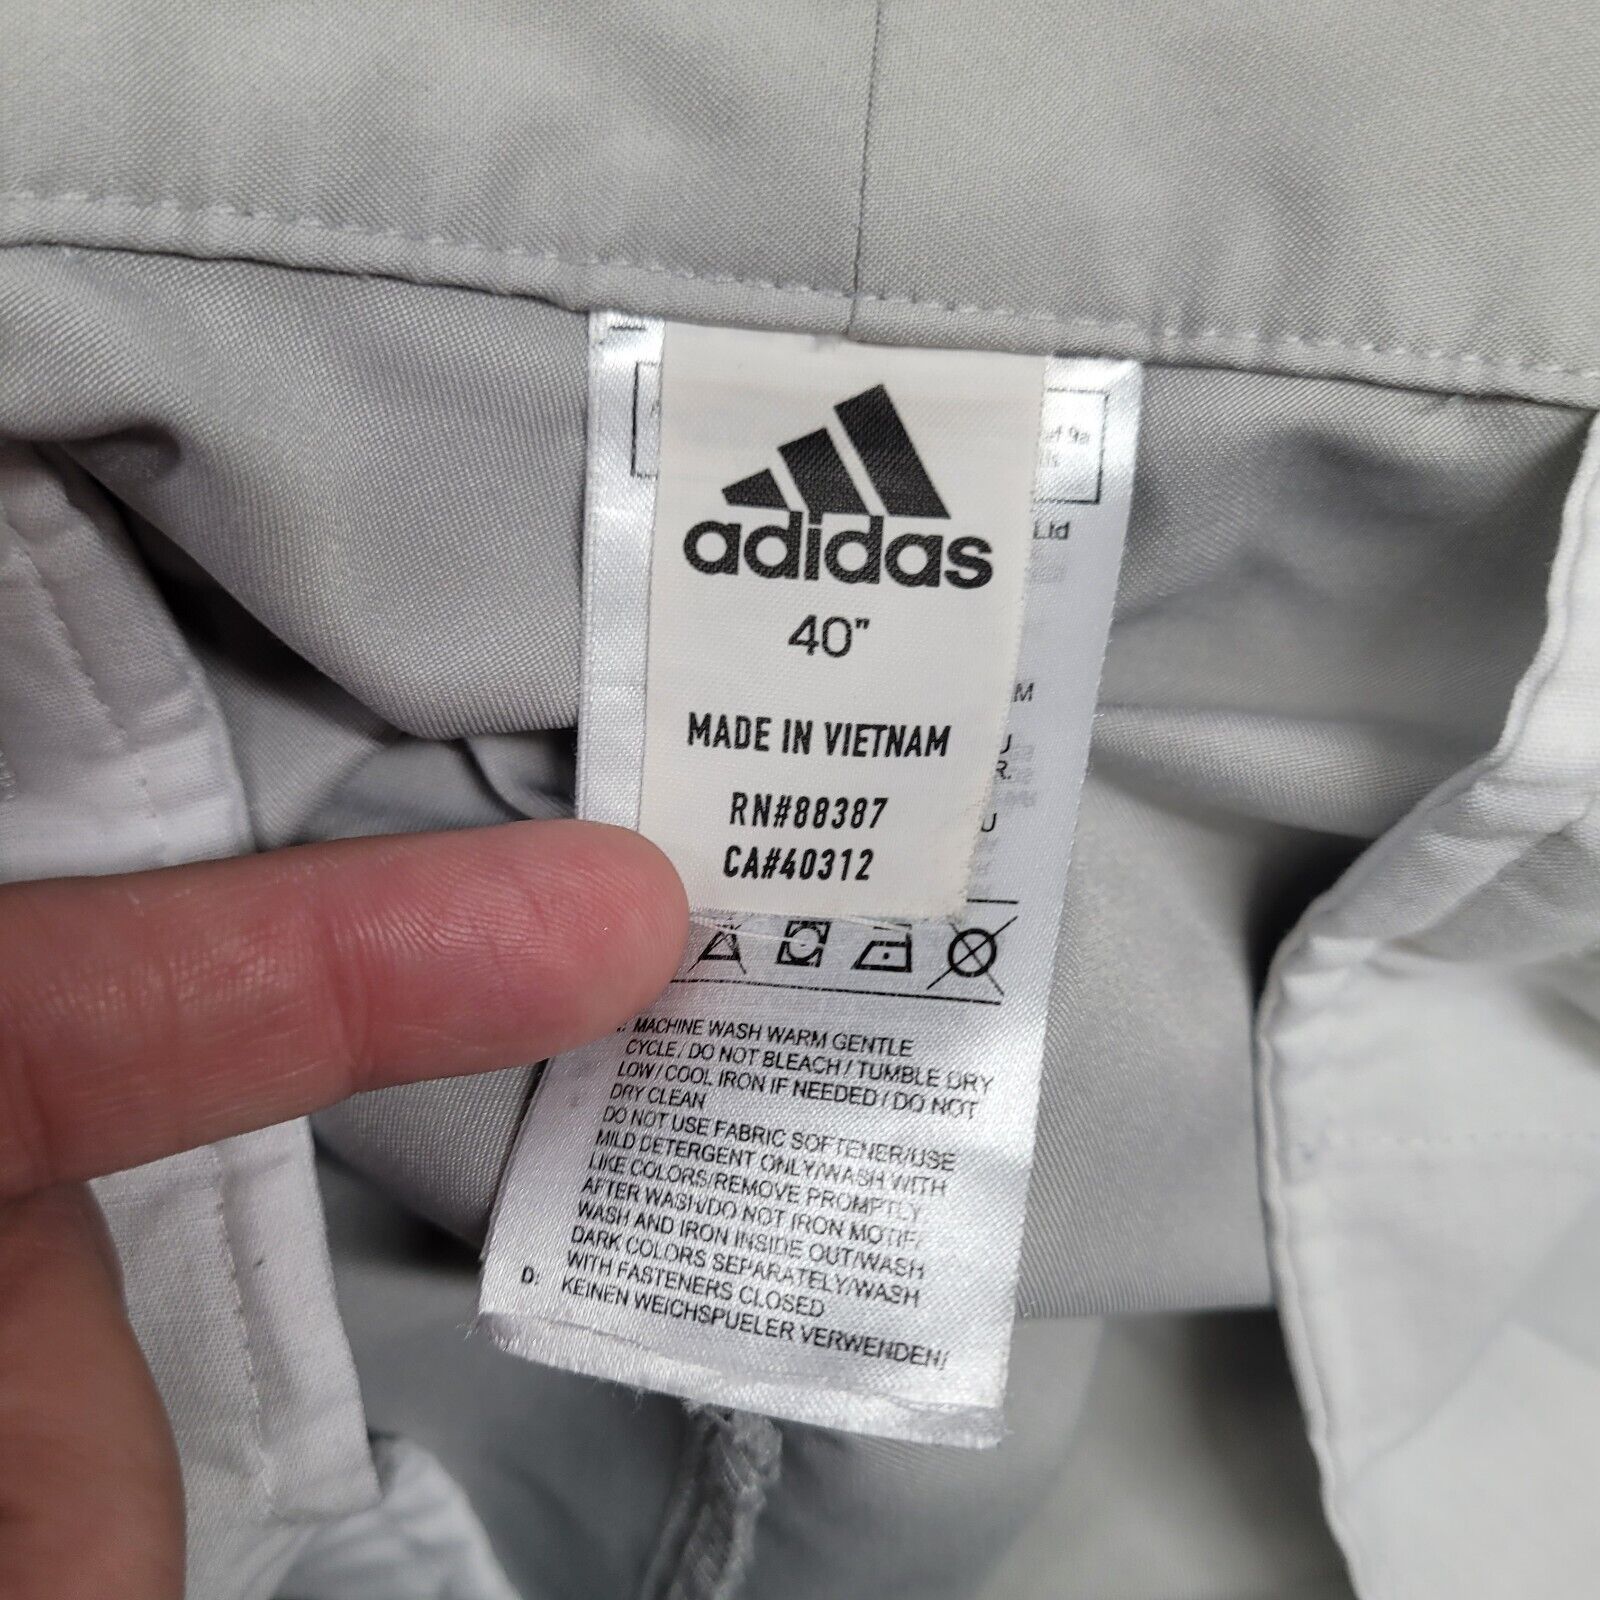 adidas
40"
MADE IN VIETNAM
RN#88387
CA#40312
9a
Ltd
M
R.
U
MACHINE WASH WARM GENTLE
CYCLE / DO NOT BLEACH / TUMBLE DRY
LOW / COOL IRON IF NEEDED / DO NOT
DRY CLEAN
DO NOT USE FABRIC SOFTENER/USE
MILD DETERGENT ONLY/WASH WITH
LIKE COLORS/REMOVE PROMPTLY
AFTER WASH/DO NOT IRON MOTIF/
WASH AND IRON INSIDE OUT/WASH
DARK COLORS SEPARATELY/WASH
WITH FASTENERS CLOSED
D: KEINEN WEICHSPUELER VERWENDEN/